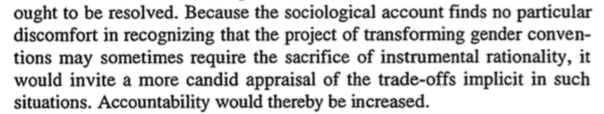 ought to be resolved. Because the sociological account finds no particular
discomfort in recognizing that the project of transforming gender conven-
tions may sometimes require the sacrifice of instrumental rationality, it
would invite a more candid appraisal of the trade-offs implicit in such
situations. Accountability would thereby be increased.